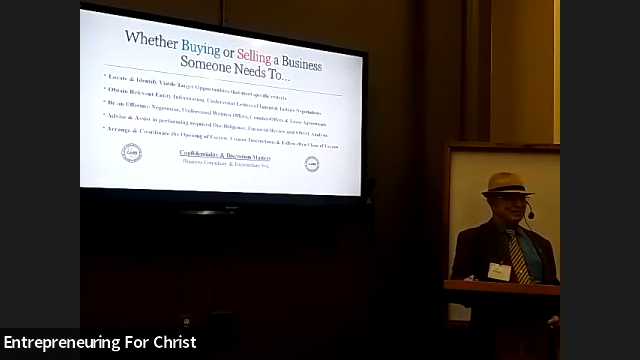 Whether Buying or Selling a Business
Someone Needs To…
* Locate & Identify Viable Target Opportunities that meet specific criteria
* Obtain Relevant Entity Information, Understand Letters of Intent & Initiate Negotiations
* Be an Effective Negotiator, Understand Written Offers, Counter-Offers & Lease Agreements
* Advise & Assist in performing required Due Diligence, Financial Review and SWOT Analysis
* Arrange & Coordinate the Opening of Escrow, Escrow Instructions & Follow thru Close of Escrow
Confidentiality & Discretion Matters
Business Consultant & Intermediary Svc.
Entrepreneuring For Christ